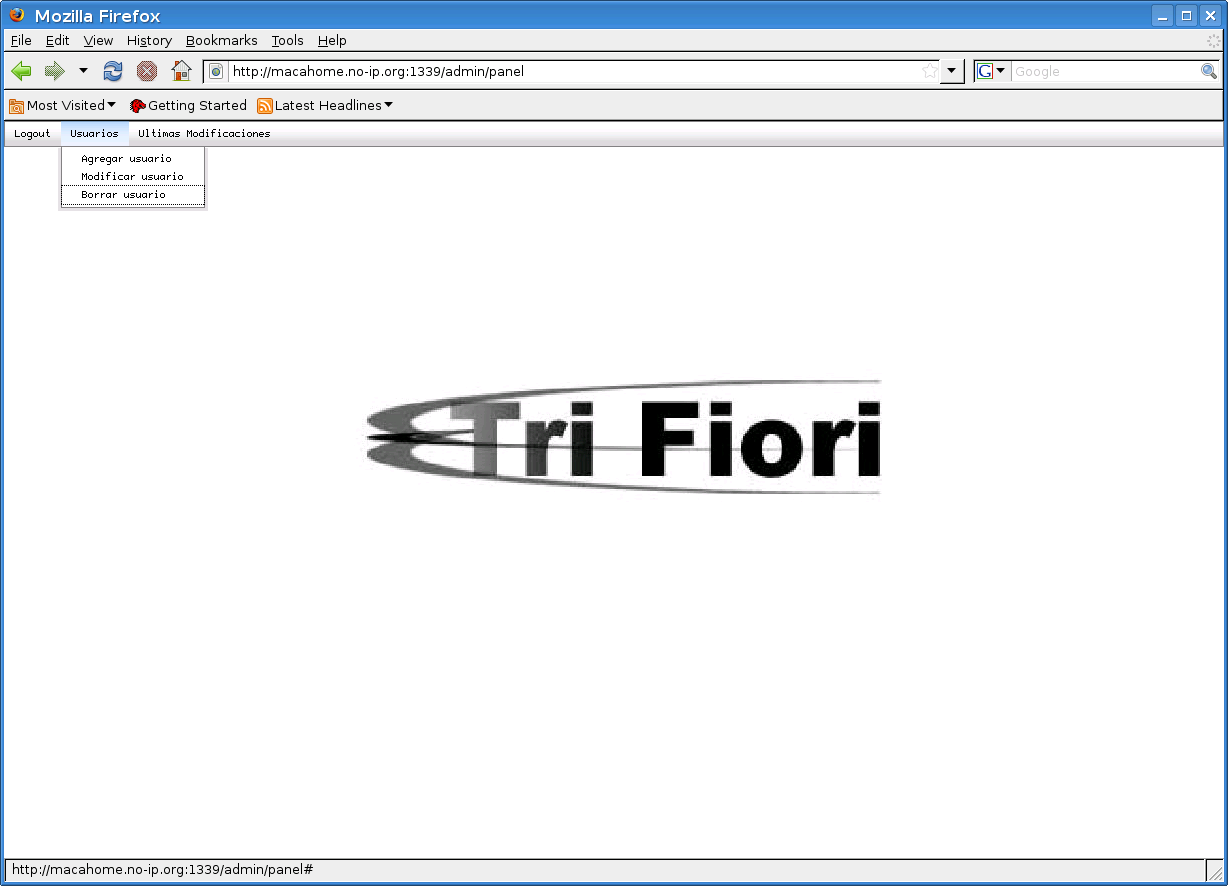 Mozilla Firefox
File Edit View History Bookmarks Tools Help
http://macahome.no-ip.org:1339/admin/panel G Google
Most Visited Getting Started Latest Headlines
Logout Usuarios Ultimas Modificaciones
Agregar usuario
Modificar usuario
Borrar usuario
Tri Fiori
http://macahome.no-ip.org:1339/admin/panel#